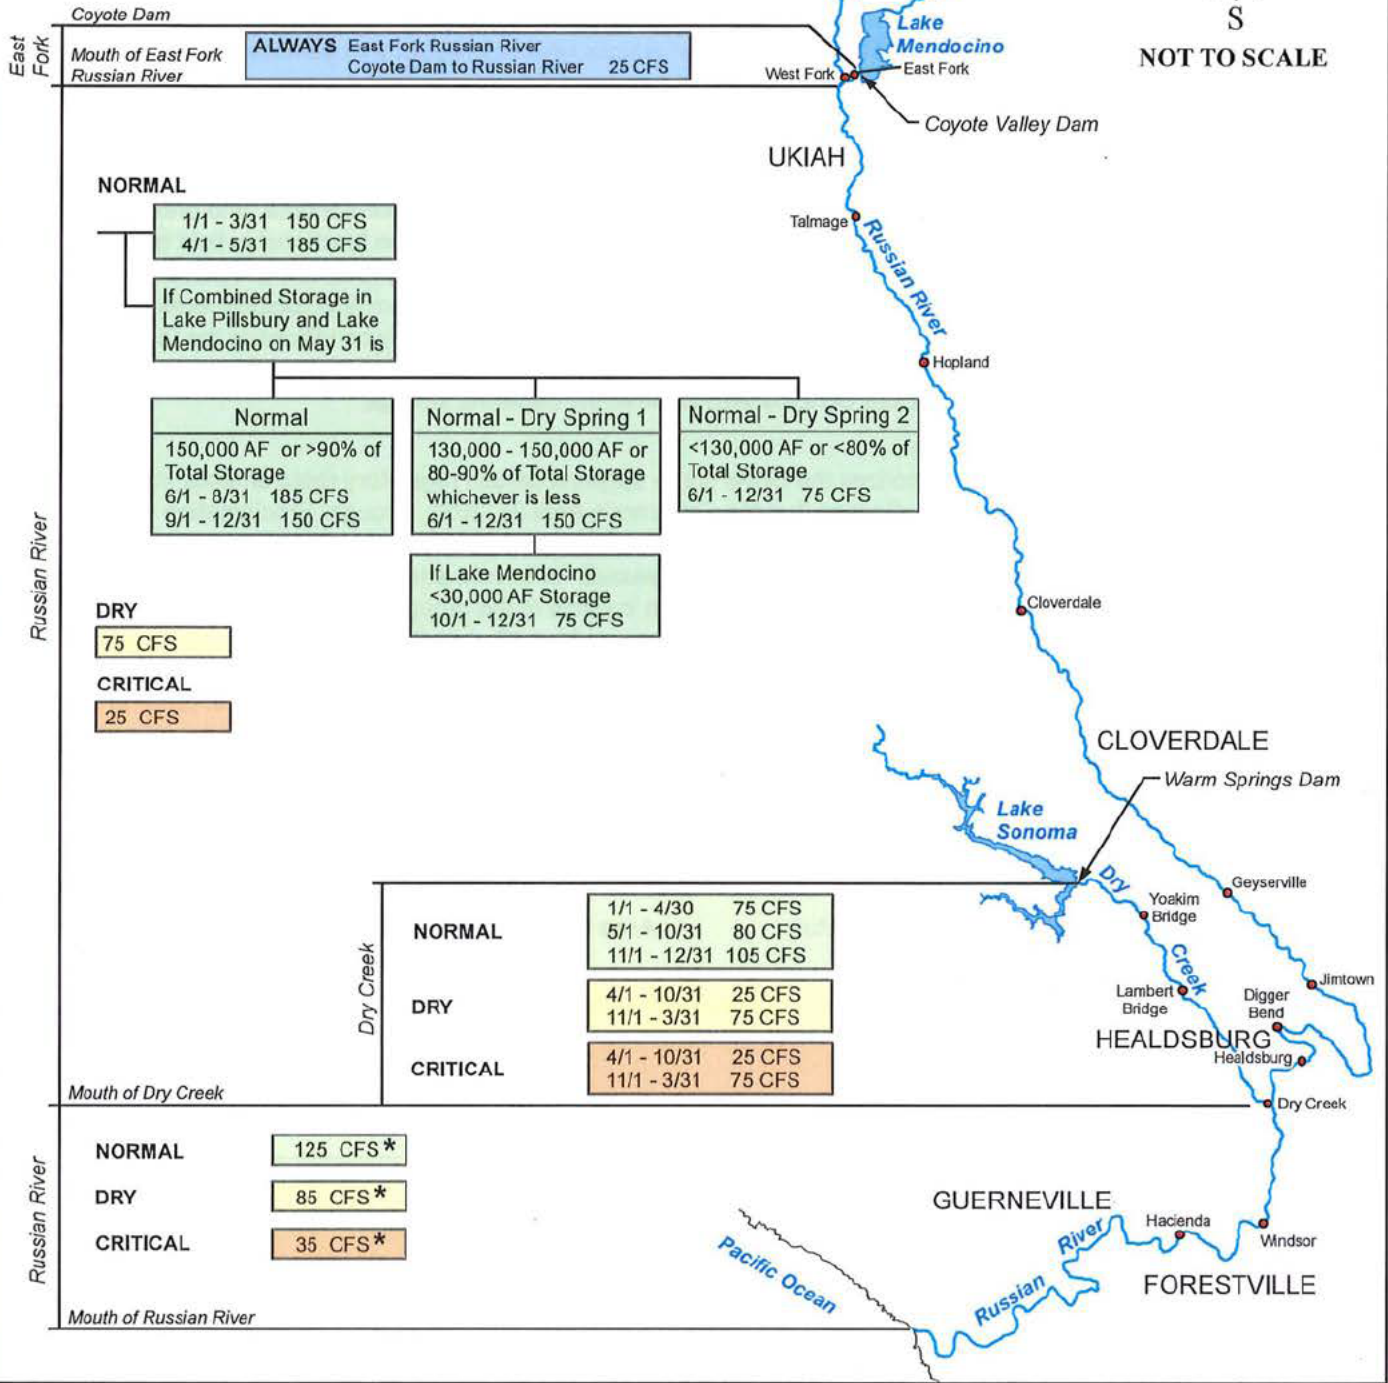 Coyote Dam
East
Fork
Mouth of East Fork
Russian River
ALWAYS East Fork Russian River
Coyote Dam to Russian River 25 CFS
Lake
Mendocino
West Fork
East Fork
Coyote Valley Dam
S
NOT TO SCALE
UKIAH
Talmage
Russian River
Hopland
Cloverdale
CLOVERDALE
Russian River
NORMAL
1/1 - 3/31 150 CFS
4/1 - 5/31 185 CFS
If Combined Storage in
Lake Pillsbury and Lake
Mendocino on May 31 is
Normal
150,000 AF or >90% of
Total Storage
6/1 - 8/31 185 CFS
9/1 - 12/31 150 CFS
Normal - Dry Spring 1
130,000 - 150,000 AF or
80-90% of Total Storage
whichever is less
6/1 - 12/31 150 CFS
If Lake Mendocino
<30,000 AF Storage
10/1 - 12/31 75 CFS
Normal - Dry Spring 2
<130,000 AF or <80% of
Total Storage
6/1 - 12/31 75 CFS
DRY
75 CFS
CRITICAL
25 CFS
Warm Springs Dam
Lake
Sonoma
Dry
Creek
Yoakim
Bridge
Geyserville
Lambert
Bridge
Digger
Bend
Jimtown
HEALDSBURG
Healdsburg
Dry Creek
Dry Creek
NORMAL
1/1 - 4/30 75 CFS
5/1 - 10/31 80 CFS
11/1 - 12/31 105 CFS
DRY
4/1 - 10/31 25 CFS
11/1 - 3/31 75 CFS
CRITICAL
4/1 - 10/31 25 CFS
11/1 - 3/31 75 CFS
Mouth of Dry Creek
Russian River
NORMAL
125 CFS*
DRY
85 CFS*
CRITICAL
35 CFS*
Mouth of Russian River
GUERNEVILLE
Hacienda
Windsor
FORESTVILLE
Russian
River
Pacific Ocean